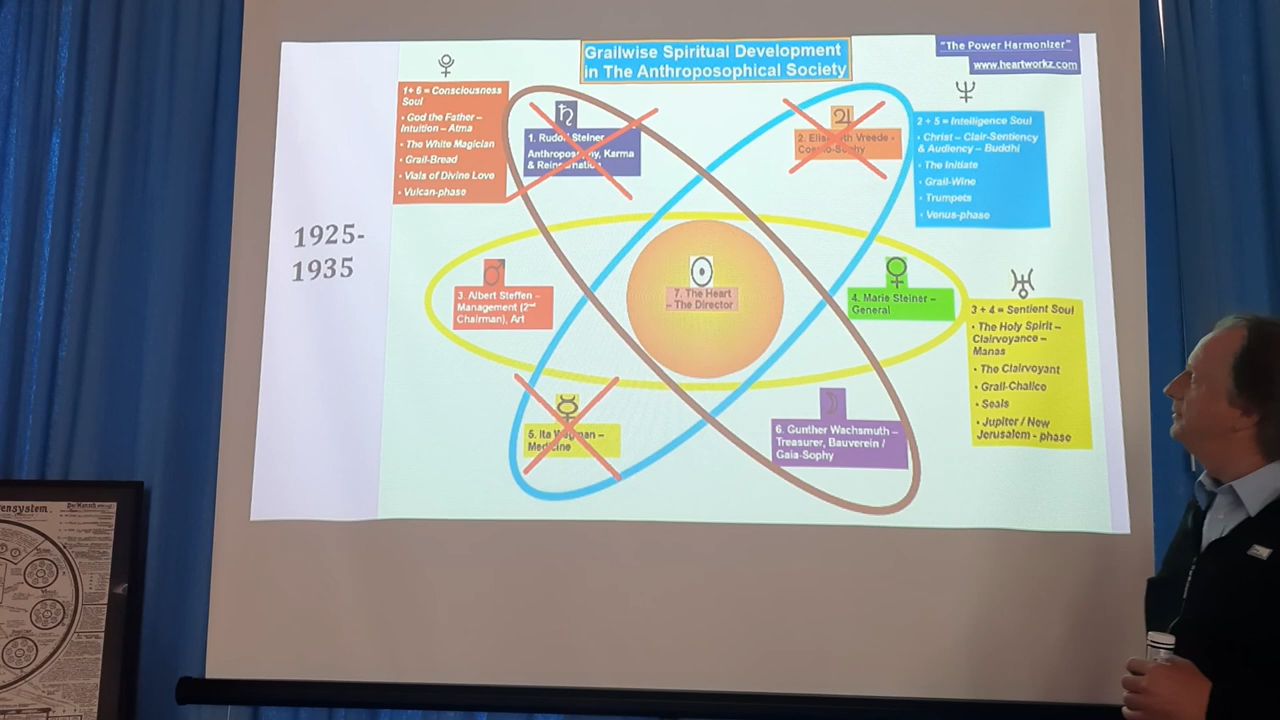 Grailwise Spiritual Development
in The Anthroposophical Society
"The Power Harmonizer"
www.heartworkz.com
1925-
1935
1+ 6 = Consciousness
Soul
• God the Father –
Intuition – Atma
• The White Magician
• Grail-Bread
• Vials of Divine Love
• Vulcan-phase
1. Rudolf Steiner
Anthroposophy, Karma
& Reincarnation
2. Elisabeth Vreede -
Cosmo-Sophy
2 + 5 = Intelligence Soul
• Christ – Clair-Sentiency
& Audiency – Buddhi
• The Initiate
• Grail-Wine
• Trumpets
• Venus-phase
3. Albert Steffen –
Management (2nd
Chairman), Art
7. The Heart
– The Director
4. Marie Steiner –
General
3 + 4 = Sentient Soul
• The Holy Spirit –
Clairvoyance –
Manas
• The Clairvoyant
• Grail-Chalice
• Seals
• Jupiter / New
Jerusalem - phase
5. Ita Wegman –
Medicine
6. Gunther Wachsmuth –
Treasurer, Bauverein /
Gaia-Sophy
ensystem
Der Mensch